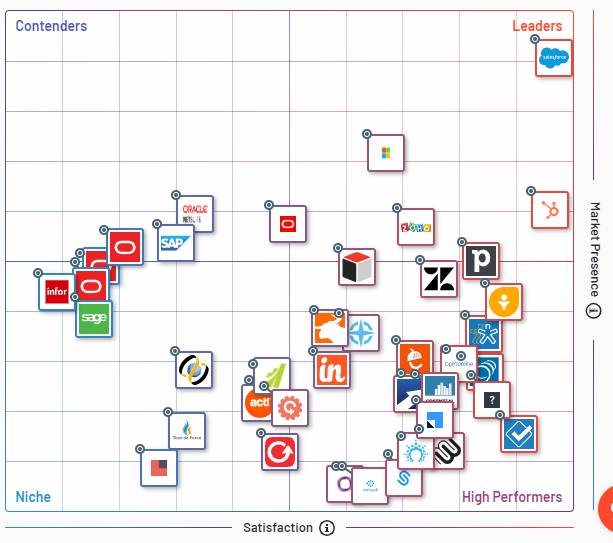 Contenders
Leaders
salesforce
ORACLE
NETSUITE
ZOHO
SAP
p
infor
sage
in
act!
Tour de Force
?
Niche
High Performers
Satisfaction
Market Presence